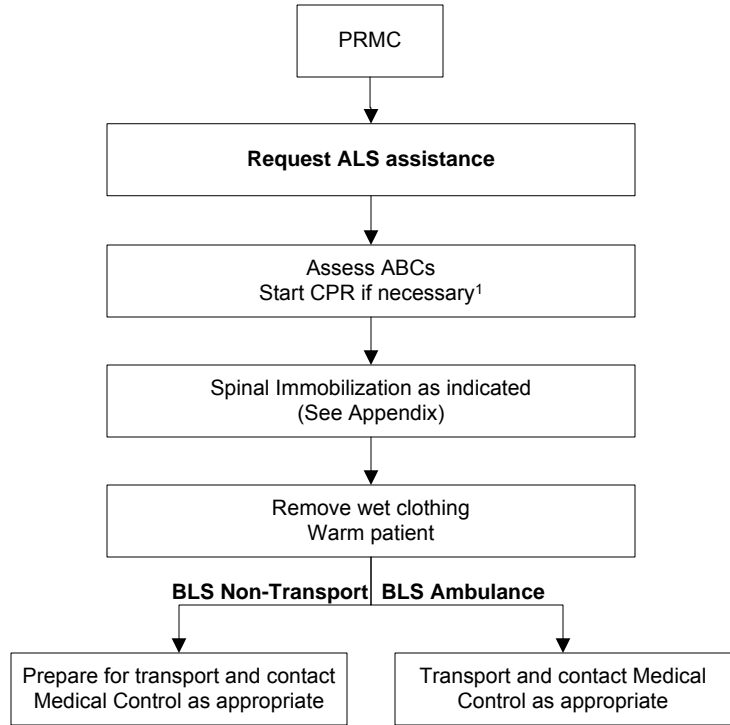 PRMC
Request ALS assistance
Assess ABCs
Start CPR if necessary¹
Spinal Immobilization as indicated
(See Appendix)
Remove wet clothing
Warm patient
BLS Non-Transport
BLS Ambulance
Prepare for transport and contact
Medical Control as appropriate
Transport and contact Medical
Control as appropriate